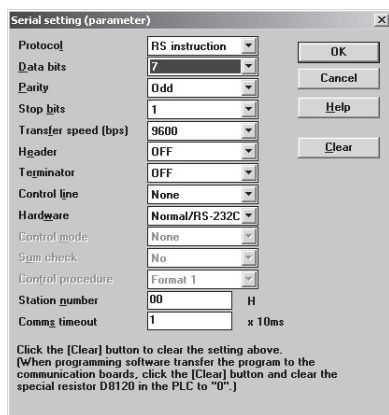 Serial setting (parameter)
Protocol RS instruction OK
Data bits 7
Cancel
Parity Odd
Stop bits 1 Help
Transfer speed (bps) 9600
Header OFF Clear
Terminator OFF
Control line None
Hardware Normal/RS-232C
Control mode None
Sum check No
Control procedure Format 1
Station number 00 H
Comms timeout 1 x 10ms
Click the [Clear] button to clear the setting above.
(When programming software transfer the program to the
communication boards, click the [Clear] button and clear the
special resistor D8120 in the PLC to "0".)